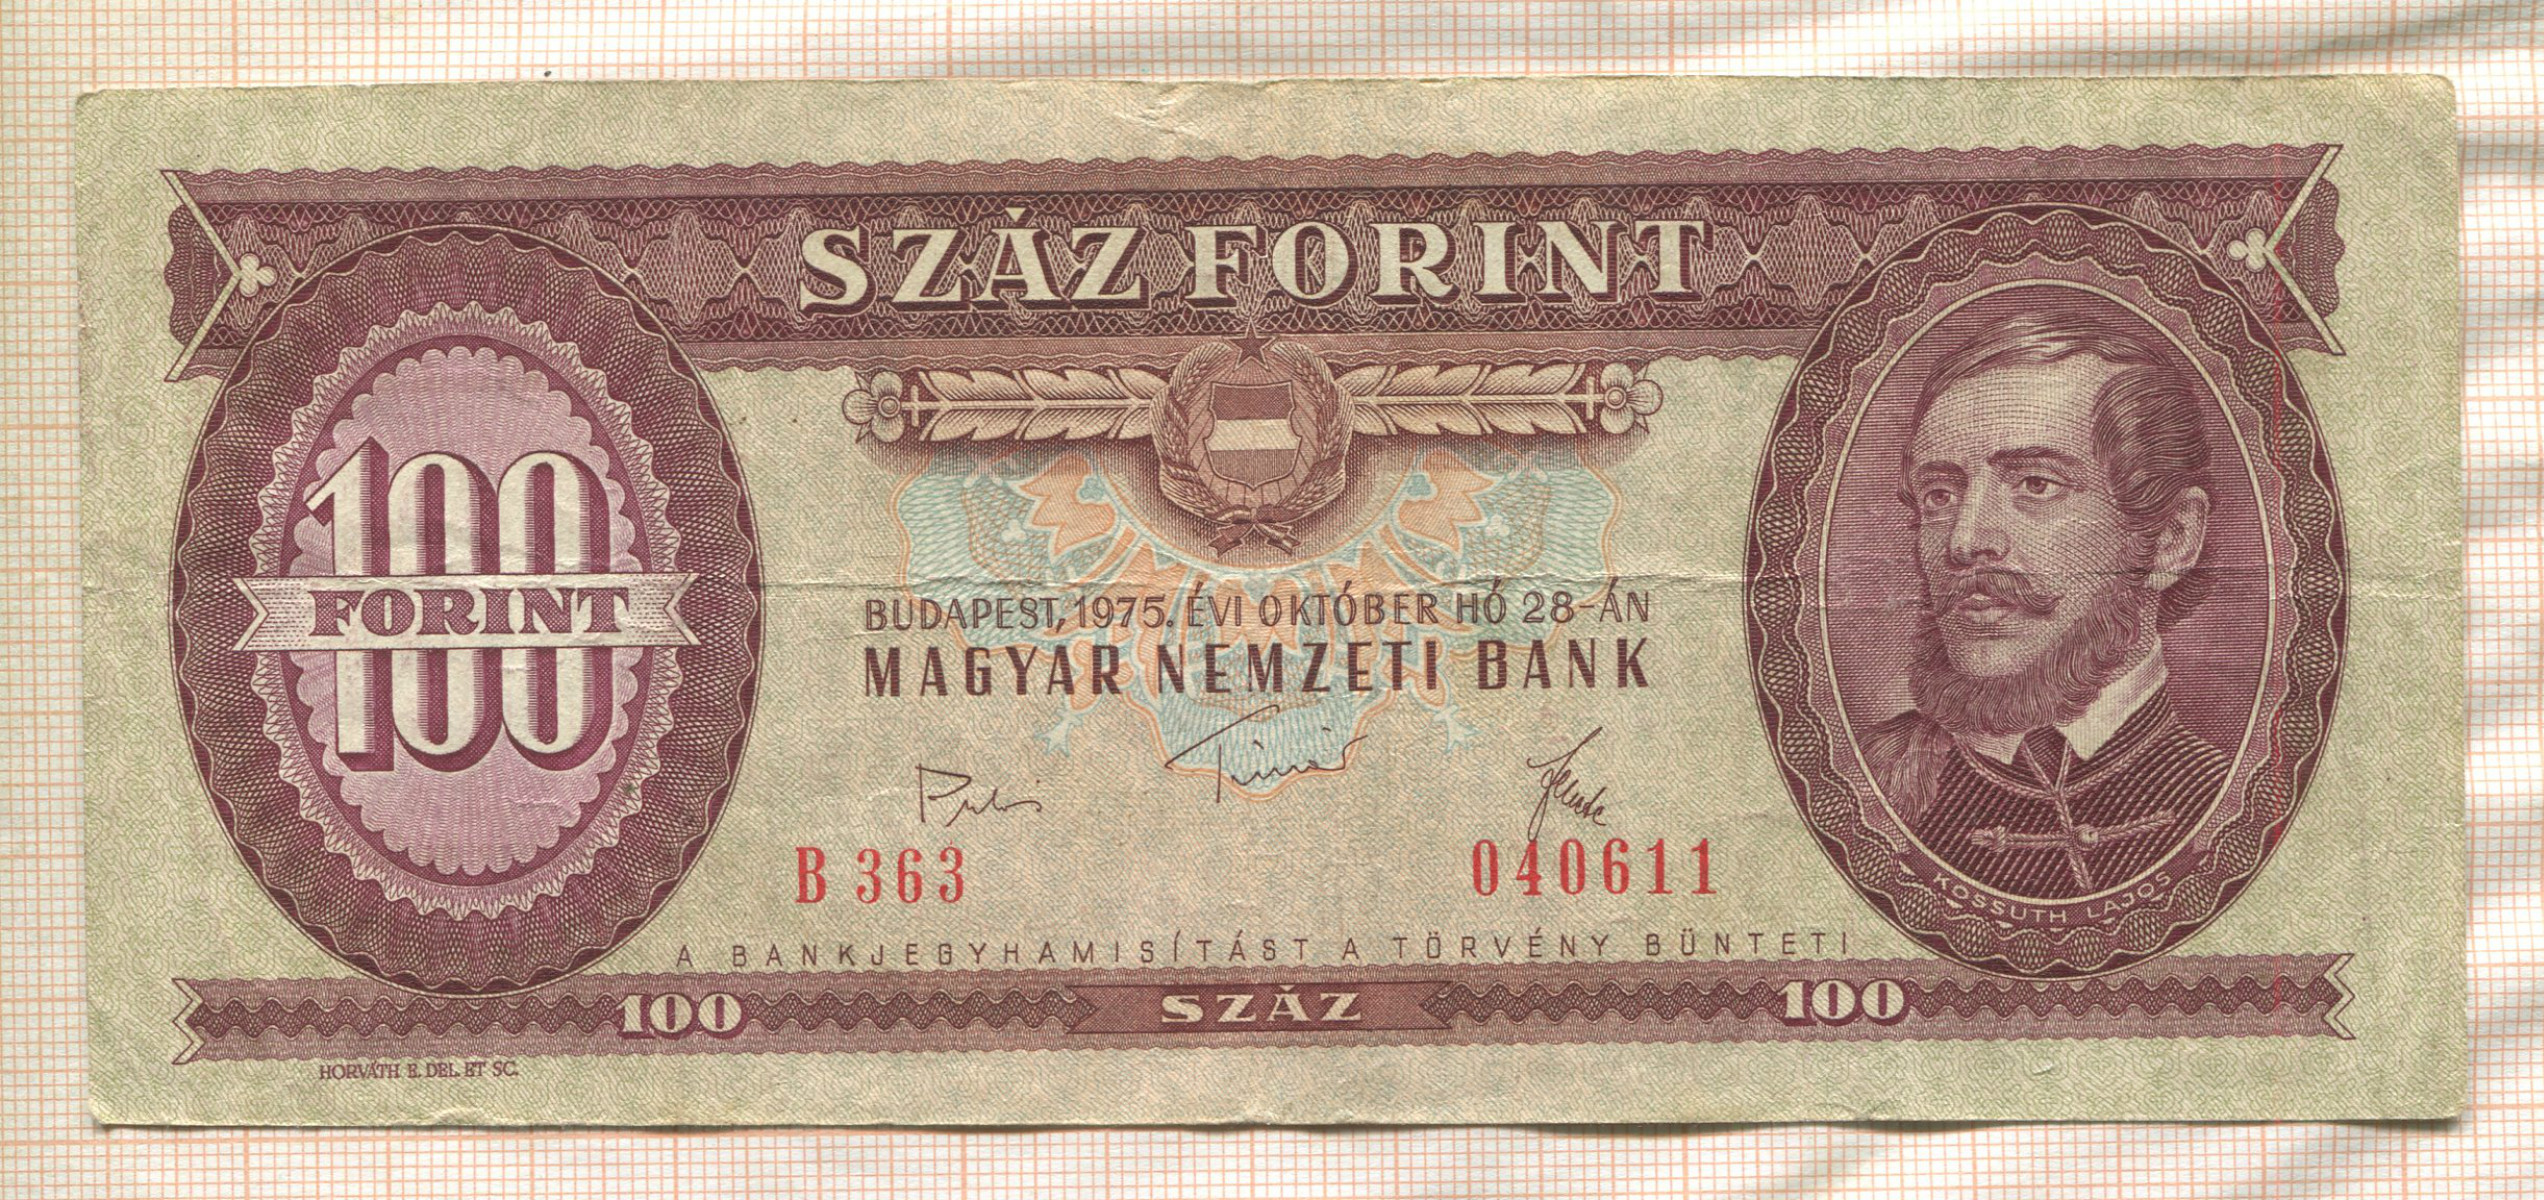 SZÁZ FORINT
100
FORINT
BUDAPEST, 1975. ÉVI OKTÓBER HÓ 28-ÁN
MAGYAR NEMZETI BANK
B 363
040611
KOSSUTH LAJOS
A BANKJEGYHAMISÍTÁST A TÖRVÉNY BÜNTETI
100 SZÁZ 100
HORVÁTH E. DEL. ET SC.